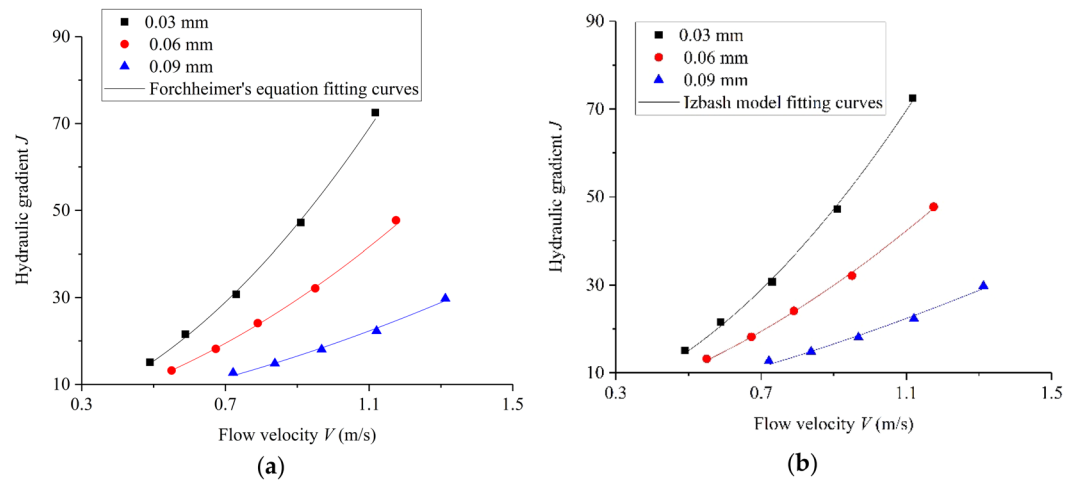 0.03 mm
0.06 mm
0.09 mm
Forchheimer's equation fitting curves
90
70
50
30
10
Hydraulic gradient J
0.3
0.7
1.1
1.5
Flow velocity V (m/s)
(a)
0.03 mm
0.06 mm
0.09 mm
Izbash model fitting curves
90
70
50
30
10
Hydraulic gradient J
0.3
0.7
1.1
1.5
Flow velocity V (m/s)
(b)